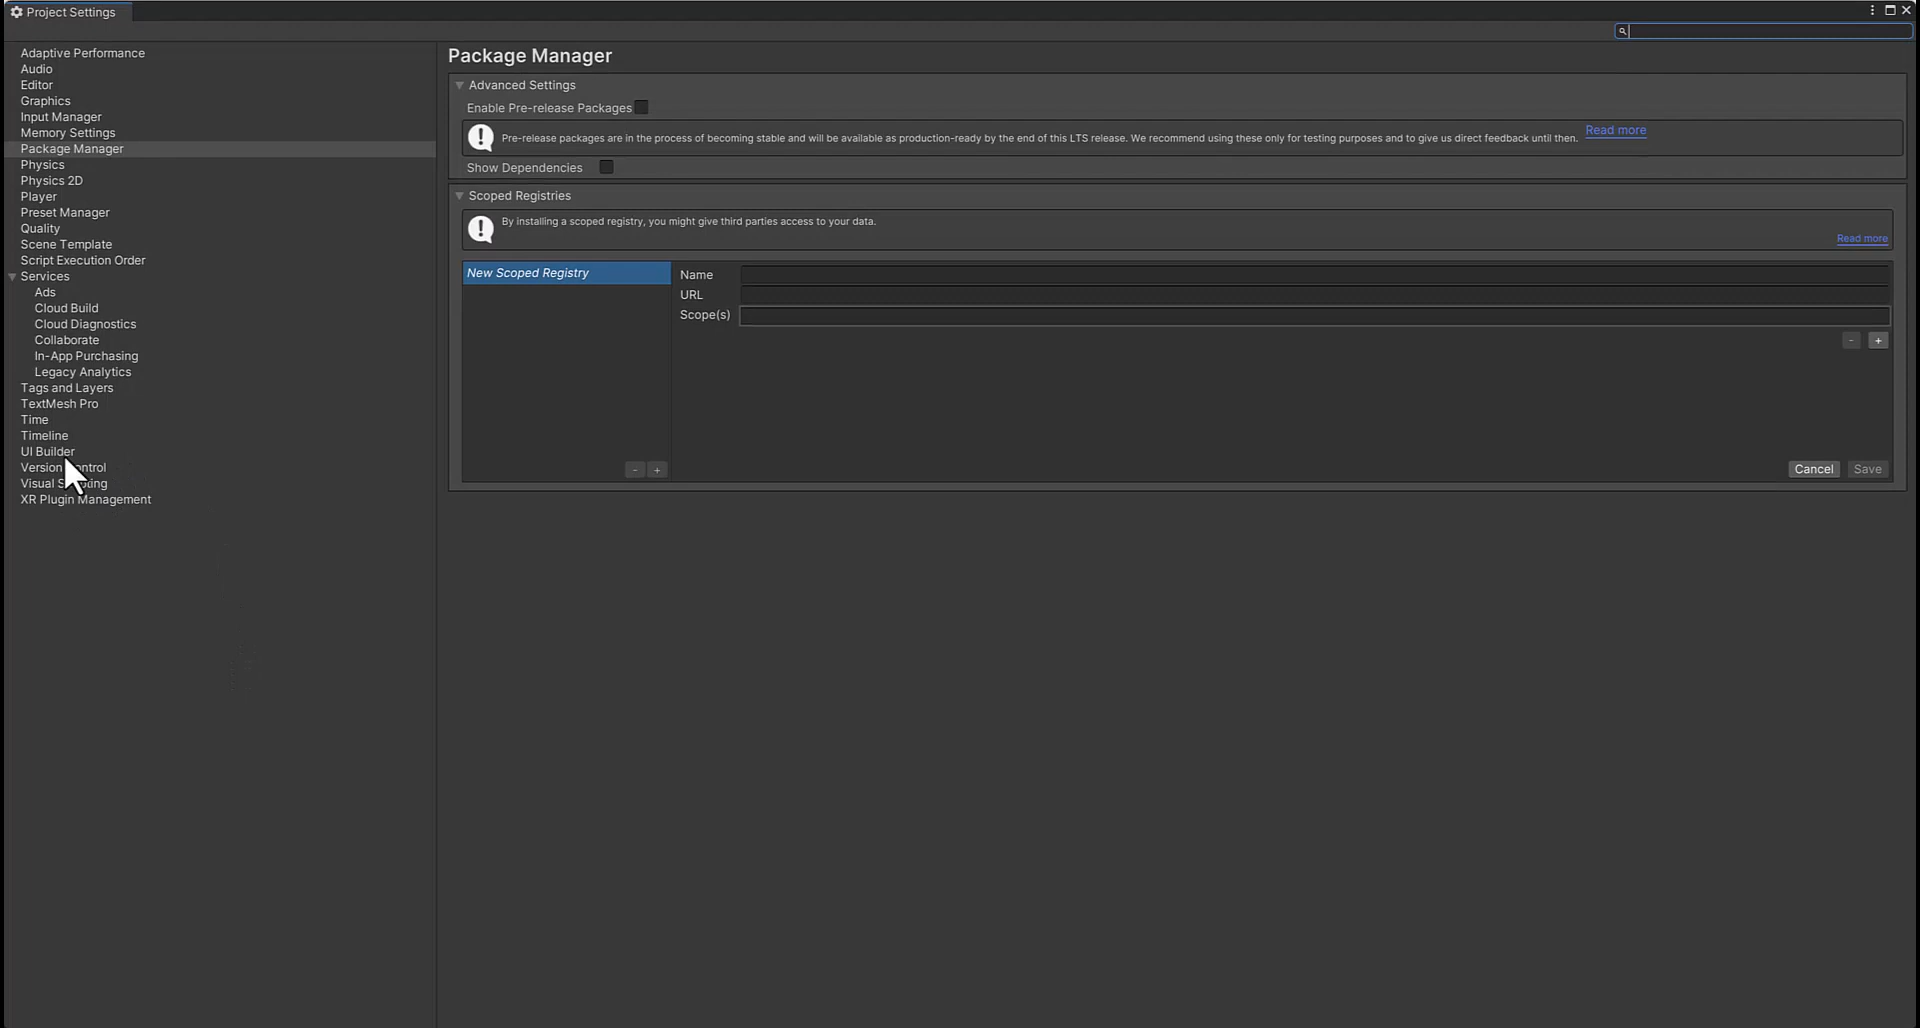 Project Settings
Adaptive Performance
Audio
Editor
Graphics
Input Manager
Memory Settings
Package Manager
Physics
Physics 2D
Player
Preset Manager
Quality
Scene Template
Script Execution Order
Services
Ads
Cloud Build
Cloud Diagnostics
Collaborate
In-App Purchasing
Legacy Analytics
Tags and Layers
TextMesh Pro
Time
Timeline
UI Builder
Version
Visual
XR Plugin Management
Package Manager
Advanced Settings
Enable Pre-release Packages
Pre-release packages are in the process of becoming stable and will be available as production-ready by the end of this LTS release. We recommend using these only for testing purposes and to give us direct feedback until then. Read more
Show Dependencies
Scoped Registries
By installing a scoped registry, you might give third parties access to your data.
Read more
New Scoped Registry
Name
URL
Scope(s)
- +
- +
Cancel Save